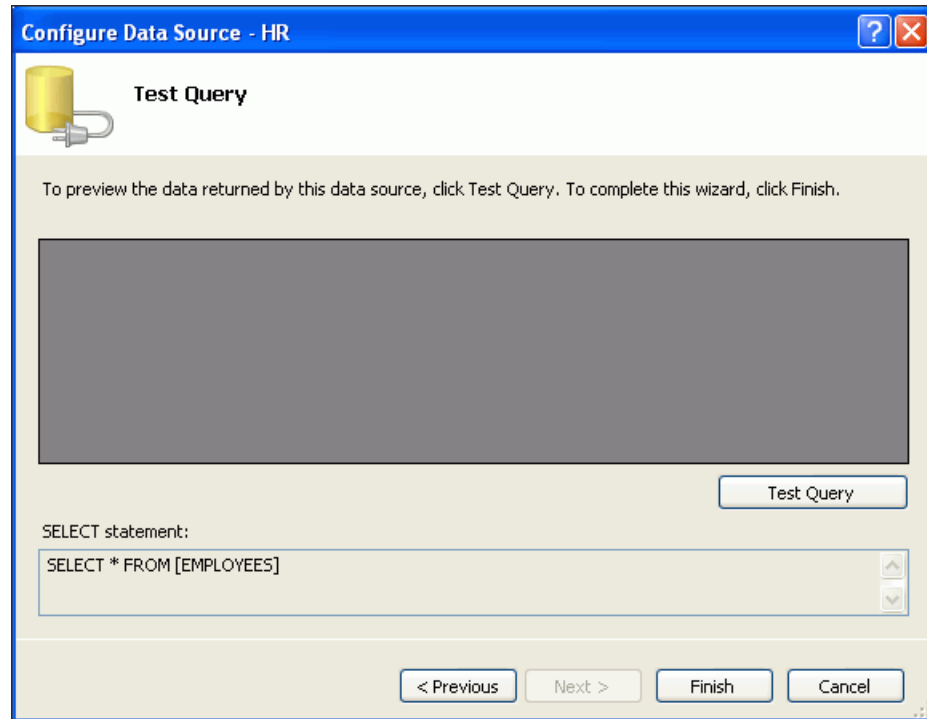 Configure Data Source - HR
Test Query
To preview the data returned by this data source, click Test Query. To complete this wizard, click Finish.
Test Query
SELECT statement:
SELECT * FROM [EMPLOYEES]
< Previous
Next >
Finish
Cancel